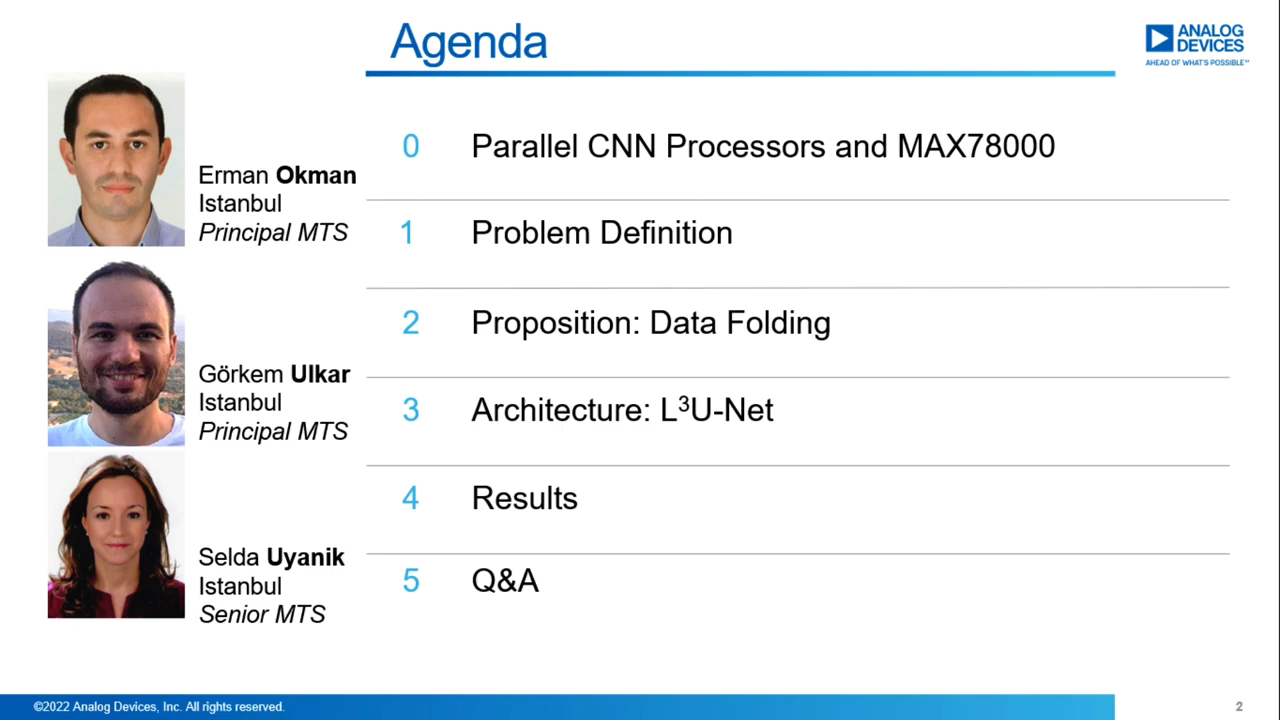 Agenda
ANALOG
DEVICES
AHEAD OF WHAT'S POSSIBLE™
Erman Okman
Istanbul
Principal MTS
Görkem Ulkar
Istanbul
Principal MTS
Selda Uyanik
Istanbul
Senior MTS
0 Parallel CNN Processors and MAX78000
1 Problem Definition
2 Proposition: Data Folding
3 Architecture: L³U-Net
4 Results
5 Q&A
©2022 Analog Devices, Inc. All rights reserved.
2